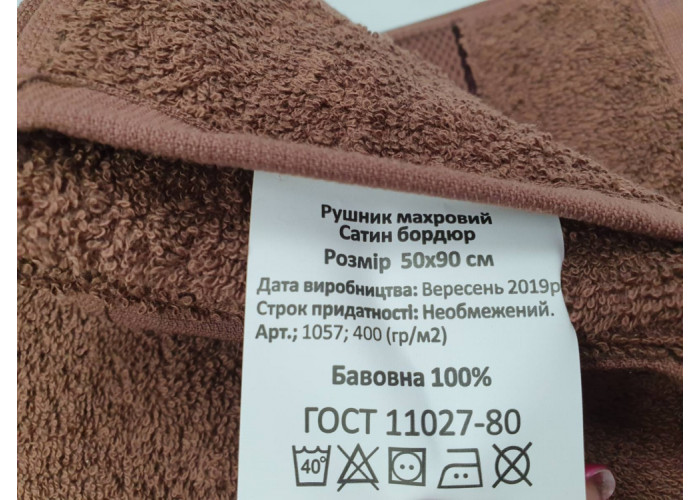 Рушник махровий
Сатин бордюр
Розмір 50х90 см
Дата виробництва: Вересень 2019р
Строк придатності: Необмежений.
Арт.; 1057; 400 (гр/м2)
Бавовна 100%
ГОСТ 11027-80
40°